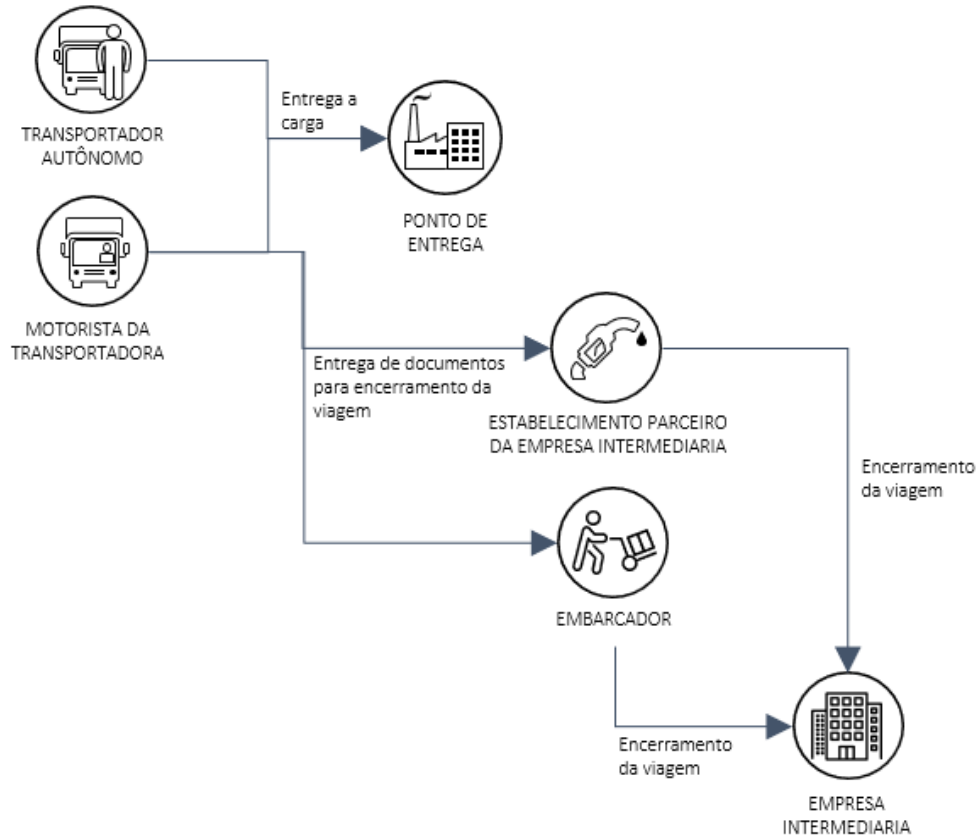 TRANSPORTADOR
AUTÔNOMO
Entrega a
carga
PONTO DE
ENTREGA
MOTORISTA DA
TRANSPORTADORA
Entrega de documentos
para encerramento da
viagem
ESTABELECIMENTO PARCEIRO
DA EMPRESA INTERMEDIARIA
Encerramento
da viagem
EMBARCADOR
Encerramento
da viagem
EMPRESA
INTERMEDIARIA